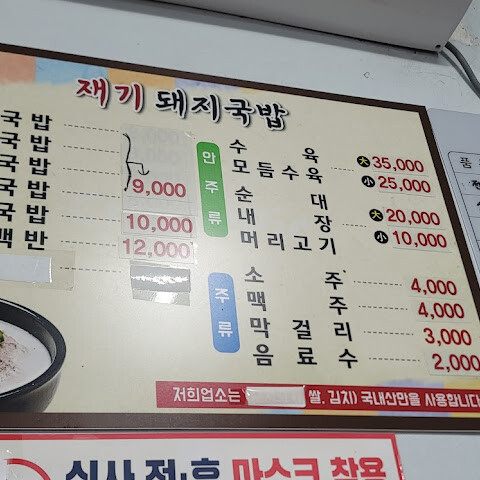 재기 돼지국밥
국밥
국밥
국밥
국밥 9,000
국밥 10,000
백반 12,000
안주류
수육 大 35,000
모듬수육 小 25,000
순대
내장 大 20,000
머리고기 小 10,000
주류
소주 4,000
맥주 4,000
막걸리 3,000
음료수 2,000
저희업소는 쌀, 김치) 국내산만을 사용합니다
식사 전·후 마스크 착용
품